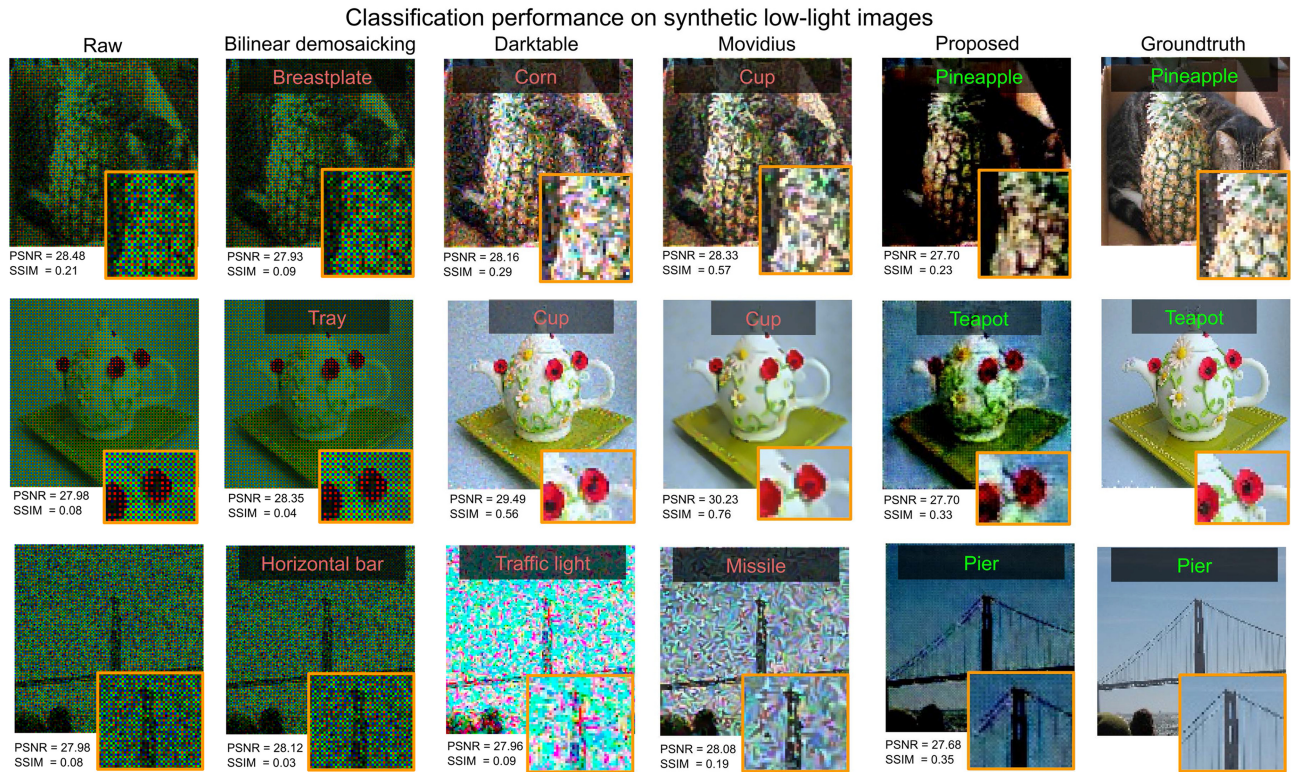 Classification performance on synthetic low-light images
Raw
Bilinear demosaicking
Darktable
Movidius
Proposed
Groundtruth
Breastplate
Corn
Cup
Pineapple
Pineapple
PSNR = 28.48
SSIM = 0.21
PSNR = 27.93
SSIM = 0.09
PSNR = 28.16
SSIM = 0.29
PSNR = 28.33
SSIM = 0.57
PSNR = 27.70
SSIM = 0.23
Tray
Cup
Cup
Teapot
Teapot
PSNR = 27.98
SSIM = 0.08
PSNR = 28.35
SSIM = 0.04
PSNR = 29.49
SSIM = 0.56
PSNR = 30.23
SSIM = 0.76
PSNR = 27.70
SSIM = 0.33
Horizontal bar
Traffic light
Missile
Pier
Pier
PSNR = 27.98
SSIM = 0.08
PSNR = 28.12
SSIM = 0.03
PSNR = 27.96
SSIM = 0.09
PSNR = 28.08
SSIM = 0.19
PSNR = 27.68
SSIM = 0.35